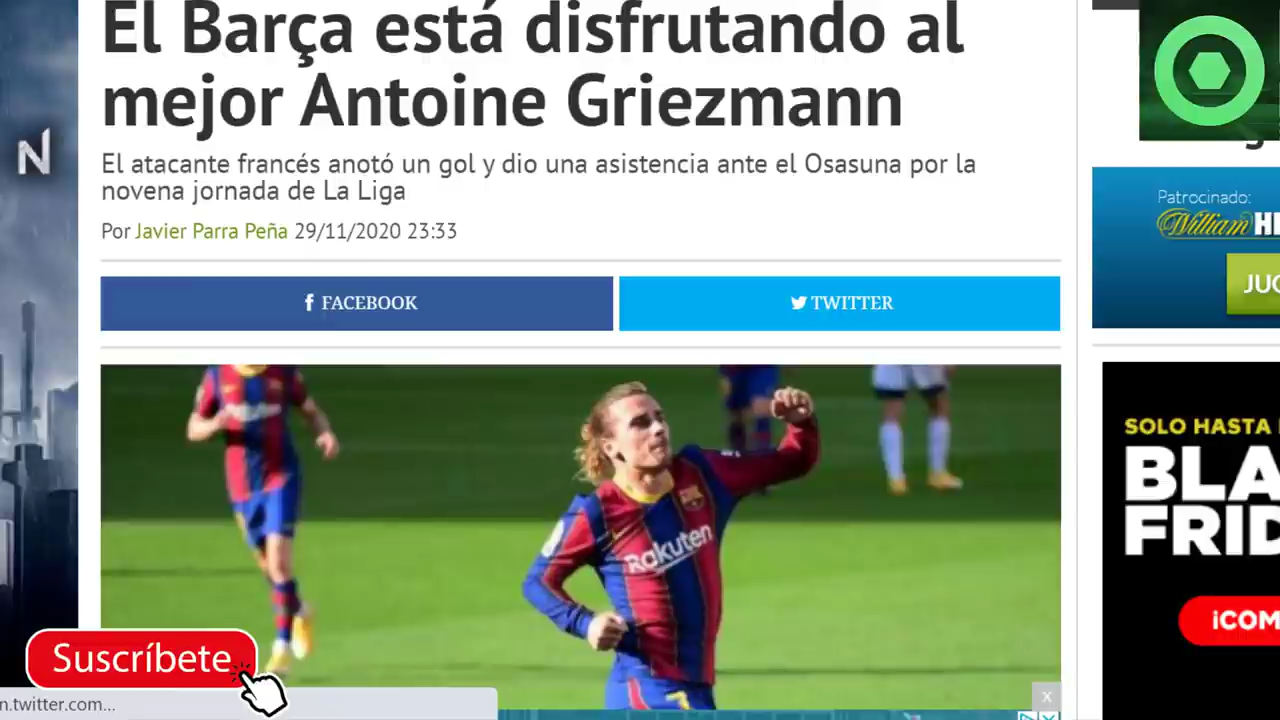 El Barça está disfrutando al
mejor Antoine Griezmann
El atacante francés anotó un gol y dio una asistencia ante el Osasuna por la
novena jornada de La Liga
Por Javier Parra Peña 29/11/2020 23:33
FACEBOOK
TWITTER
N
Patrocinado:
William
SOLO HASTA
Rakuten
Suscríbete
n.twitter.com...
x